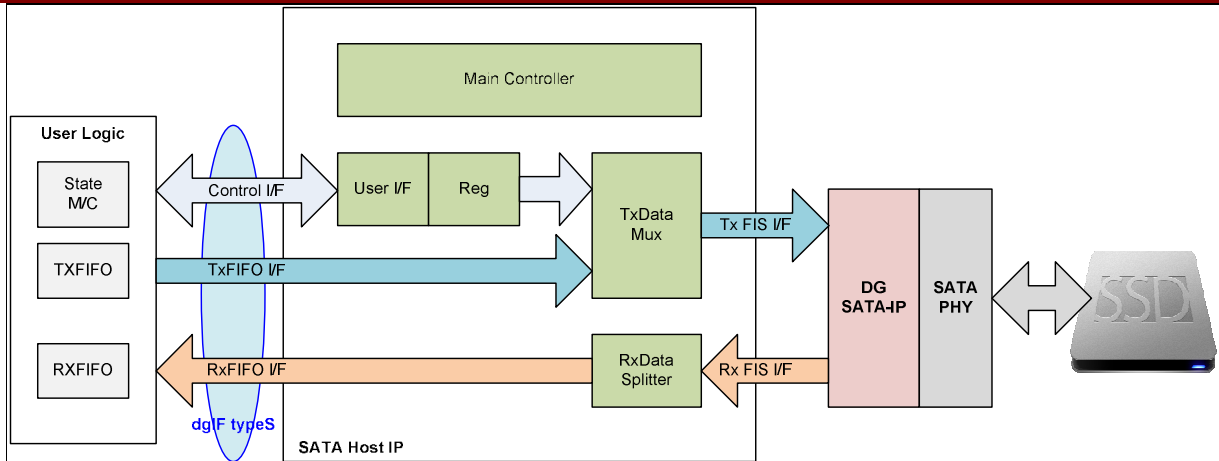 Main Controller
User Logic
State
M/C
Control I/F
User I/F
Reg
TxData
Mux
Tx FIS I/F
TXFIFO
TxFIFO I/F
DG
SATA-IP
SATA
PHY
SSD
RXFIFO
RxFIFO I/F
RxData
Splitter
Rx FIS I/F
dgIF typeS
SATA Host IP